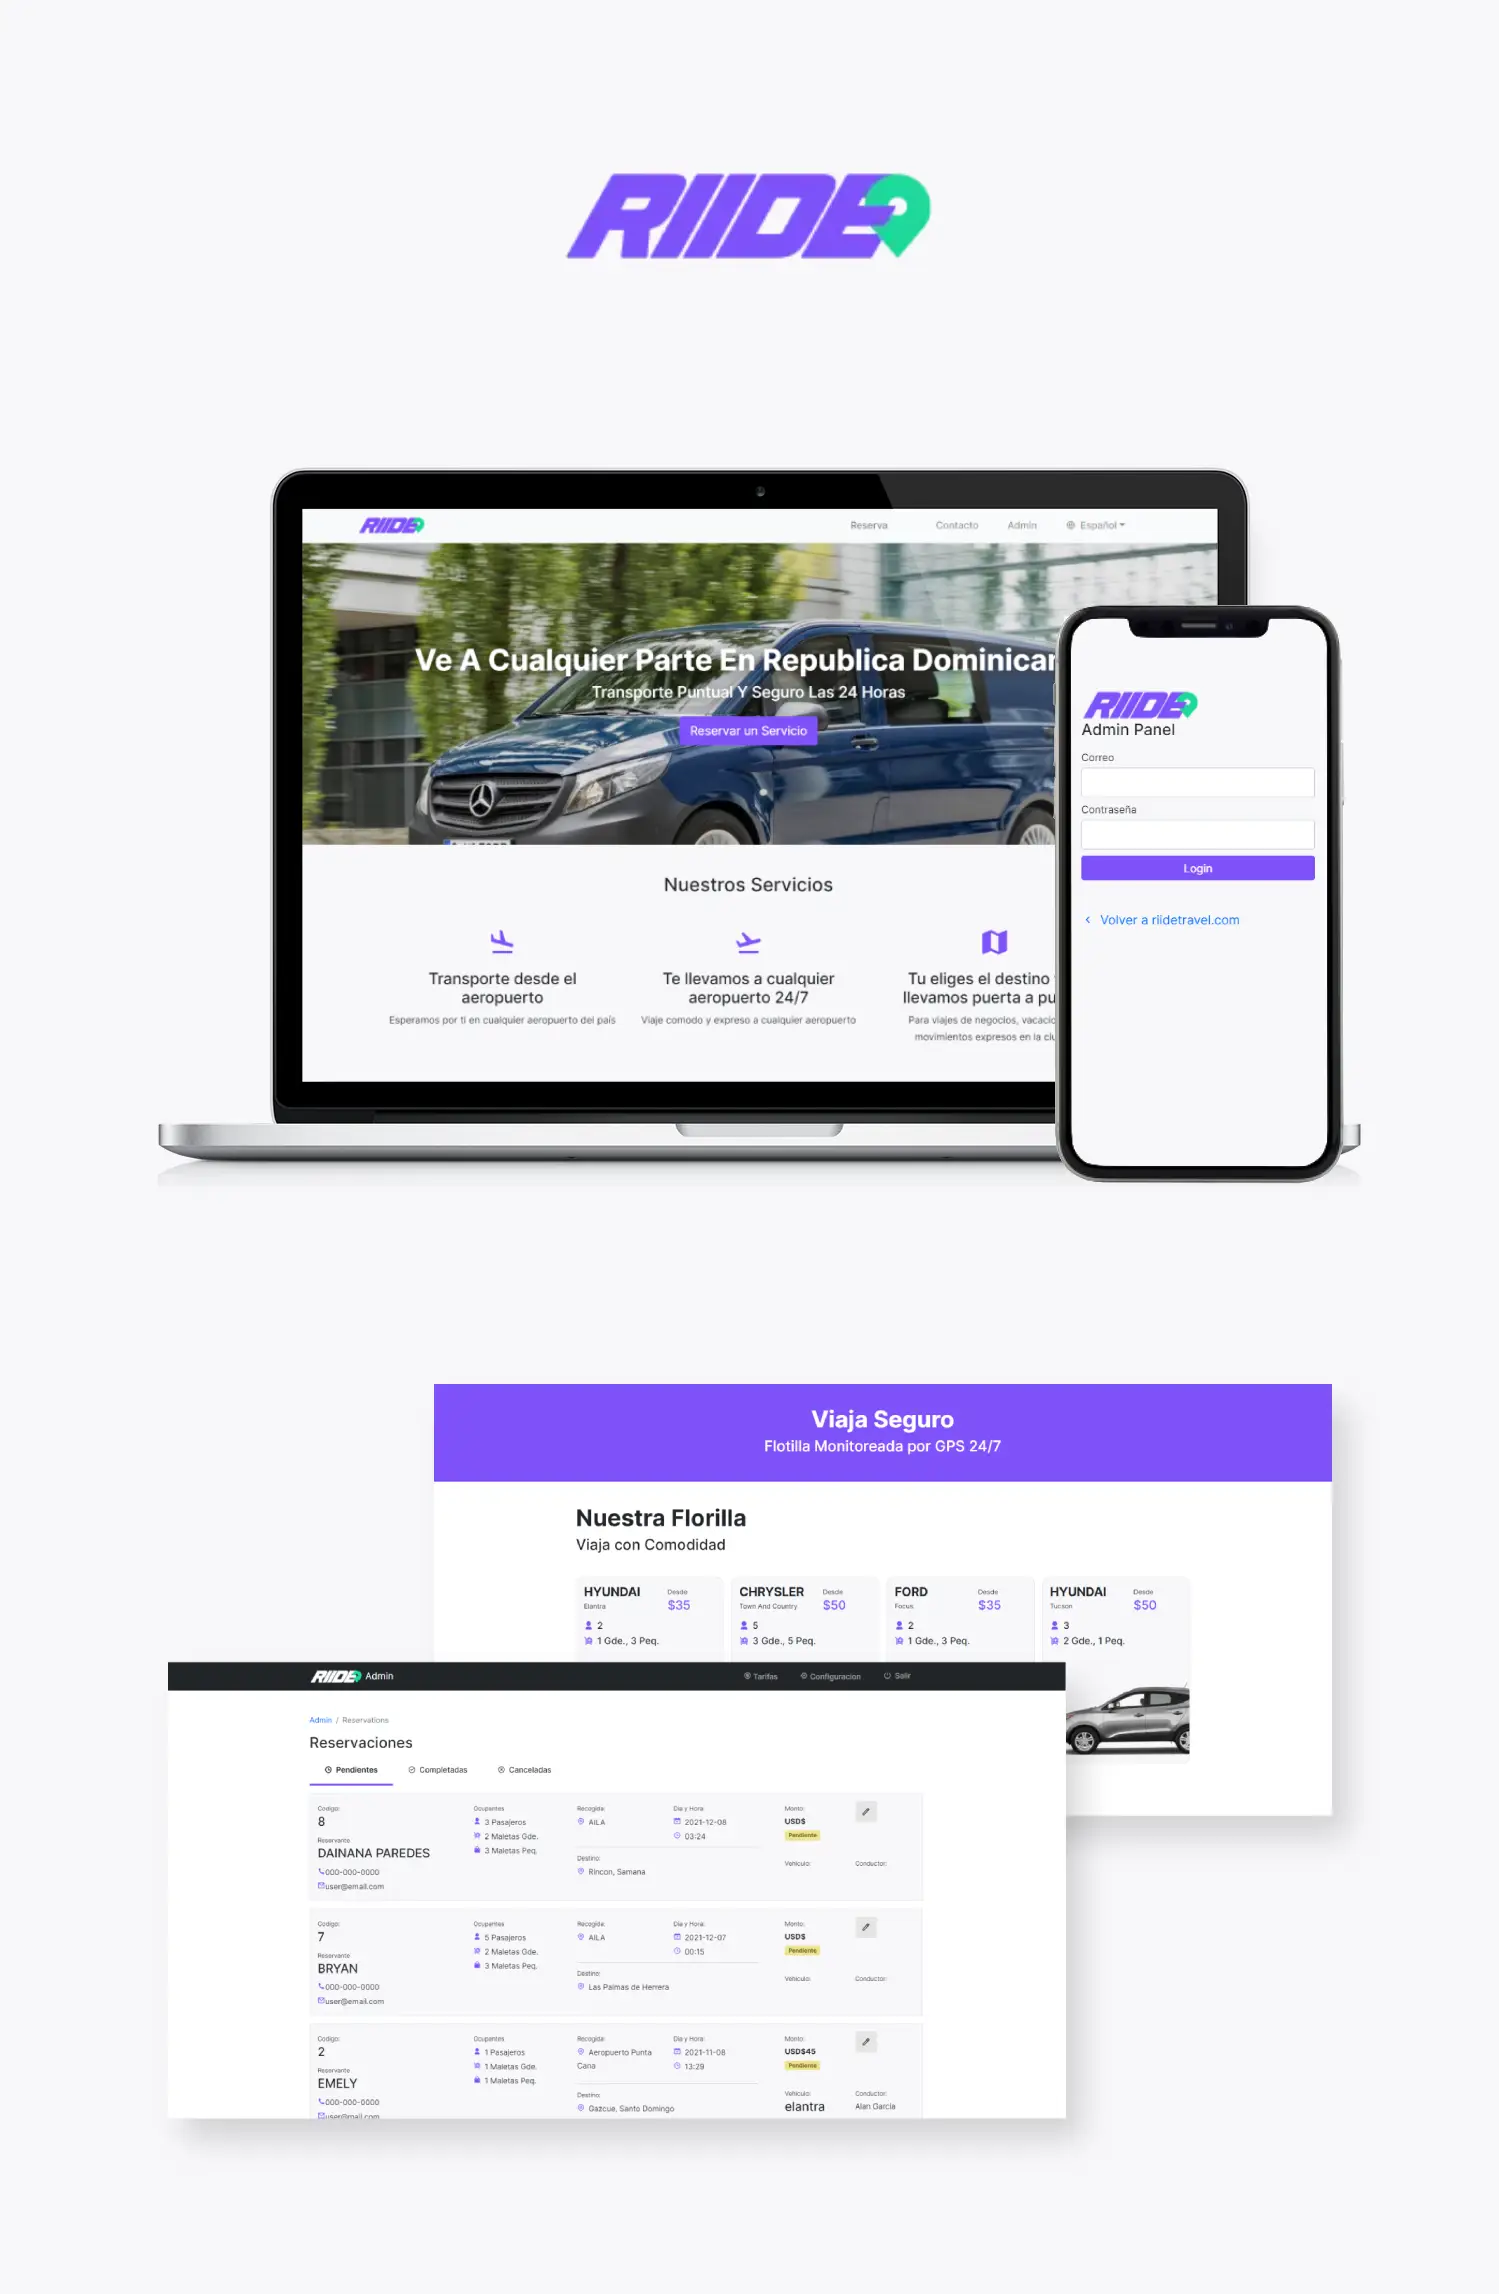 RIIDE
RIIDE
Reserva
Contacto
Admin
Español
Ve A Cualquier Parte En Republica Dominican
Transporte Puntual Y Seguro Las 24 Horas
Reservar un Servicio
Nuestros Servicios
Transporte desde el
aeropuerto
Esperamos por ti en cualquier aeropuerto del país
Te llevamos a cualquier
aeropuerto 24/7
Viaje comodo y expreso a cualquier aeropuerto
Tu eliges el destino
llevamos puerta a pu
Para viajes de negocios, vacacio
movimientos expresos en la ciu
RIIDE
Admin Panel
Correo
Contraseña
Login
Volver a riidetravel.com
Viaja Seguro
Flotilla Monitoreada por GPS 24/7
Nuestra Florilla
Viaja con Comodidad
HYUNDAI
Desde
Elantra
$35
2
1 Gde., 3 Peq.
CHRYSLER
Desde
Town And Country
$50
5
3 Gde., 5 Peq.
FORD
Desde
Focus
$35
2
1 Gde., 3 Peq.
HYUNDAI
Desde
Tucson
$50
3
2 Gde., 1 Peq.
RIIDE Admin
Tarifas
Configuracion
Salir
Admin / Reservations
Reservaciones
Pendientes
Completadas
Canceladas
Codigo:
8
Reservante
DAINANA PAREDES
000-000-0000
user@email.com
Ocupantes
3 Pasajeros
2 Maletas Gde.
3 Maletas Peq.
Recogida:
AILA
Dia y Hora:
2021-12-08
03:24
Destino:
Rincon, Samana
Monto:
USD$
Pendiente
Vehiculo:
Conductor:
Codigo:
7
Reservante
BRYAN
000-000-0000
user@email.com
Ocupantes
5 Pasajeros
2 Maletas Gde.
3 Maletas Peq.
Recogida:
AILA
Dia y Hora:
2021-12-07
00:15
Destino:
Las Palmas de Herrera
Monto:
USD$
Pendiente
Vehiculo:
Conductor:
Codigo:
2
Reservante
EMELY
000-000-0000
user@mail.com
Ocupantes
1 Pasajeros
1 Maletas Gde.
1 Maletas Peq.
Recogida:
Aeropuerto Punta
Cana
Dia y Hora:
2021-11-08
13:29
Destino:
Gazcue, Santo Domingo
Monto:
USD$45
Pendiente
Vehiculo:
elantra
Conductor:
Alan Garcia